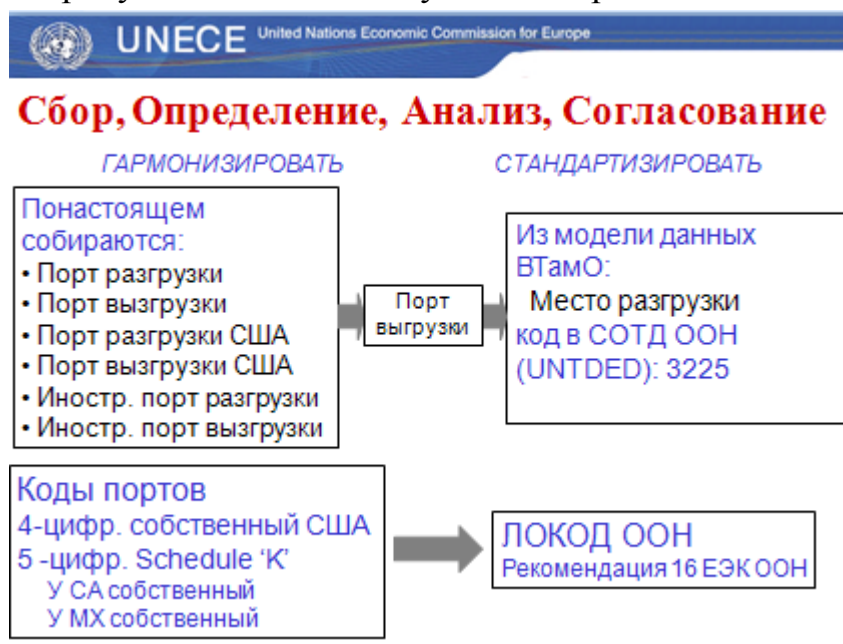 UNECE United Nations Economic Commission for Europe
Сбор, Определение, Анализ, Согласование
ГАРМОНИЗИРОВАТЬ
СТАНДАРТИЗИРОВАТЬ
Понастоящем
собираются:
• Порт разгрузки
• Порт вызгрузки
• Порт разгрузки США
• Порт вызгрузки США
• Иностр. порт разгрузки
• Иностр. порт вызгрузки
Порт
выгрузки
Из модели данных
ВТамО:
Место разгрузки
код в СОТД ООН
(UNTDED): 3225
Коды портов
4-цифр. собственный США
5 -цифр. Schedule ‘K’
У СА собственный
У МХ собственный
ЛОКОД ООН
Рекомендация 16 ЕЭК ООН